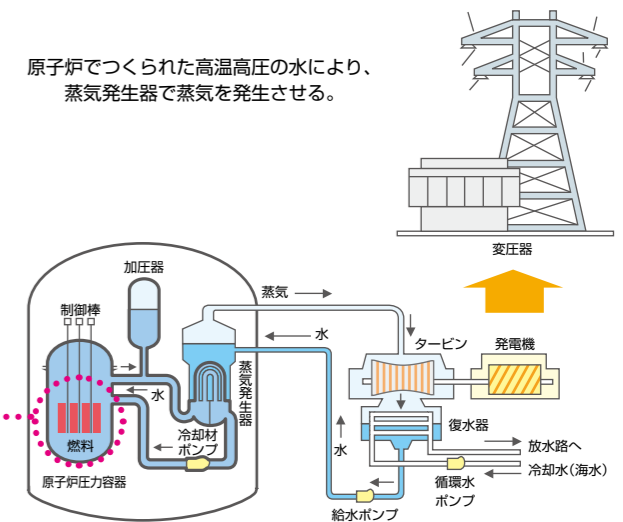 原子炉でつくられた高温高圧の水により、
蒸気発生器で蒸気を発生させる。
変圧器
加圧器
制御棒
蒸気
水
タービン
発電機
蒸気発生器
水
冷却材
ポンプ
燃料
原子炉圧力容器
復水器
水
放水路へ
冷却水(海水)
循環水
ポンプ
給水ポンプ